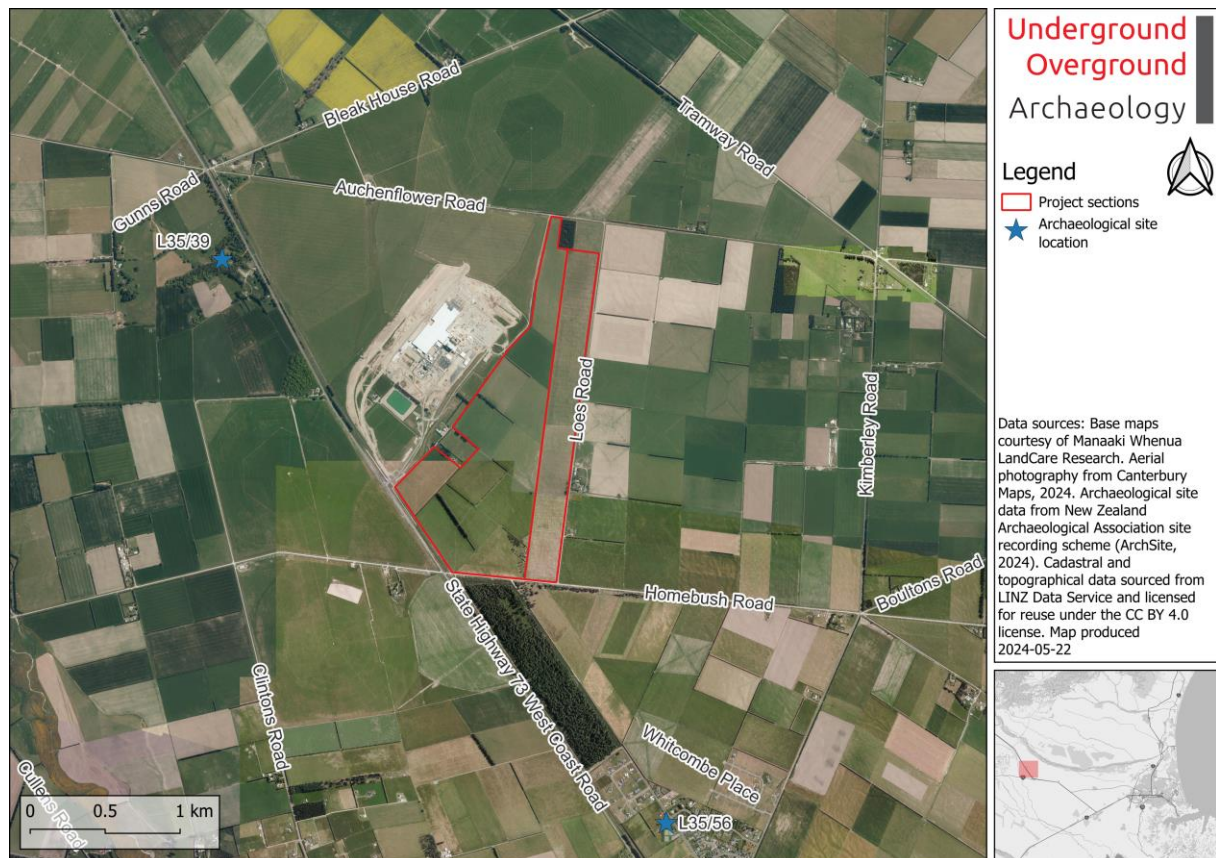 Bleak House Road
Tramway Road
Gunns Road
Auchenflower Road
L35/39
Loes Road
Kimberley Road
Homebush Road
Boultons Road
State Highway 73 West Coast Road
Clintons Road
Whitcombe Place
Cullens Road
L35/56
0 0.5 1 km
Underground
Overground
Archaeology
Legend
Project sections
Archaeological site
location
Data sources: Base maps
courtesy of Manaaki Whenua
LandCare Research. Aerial
photography from Canterbury
Maps, 2024. Archaeological site
data from New Zealand
Archaeological Association site
recording scheme (ArchSite,
2024). Cadastral and
topographical data sourced from
LINZ Data Service and licensed
for reuse under the CC BY 4.0
license. Map produced
2024-05-22